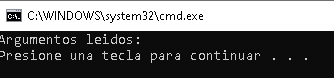 C:\WINDOWS\system32\cmd.exe
Argumentos leidos:
Presione una tecla para continuar . . .